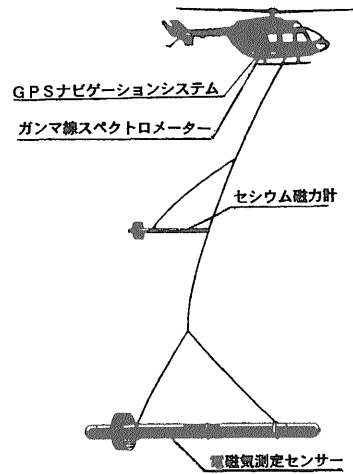 GPSナビゲーションシステム
ガンマ線スペクトロメーター
セシウム磁力計
電磁気測定センサー